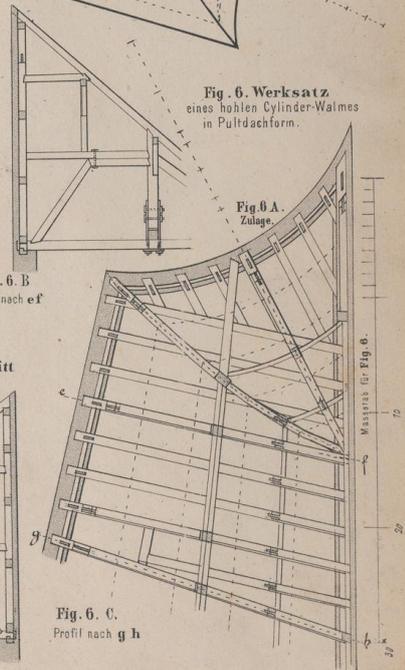 Fig. 6. Werksatz
eines hohlen Cylinder-Walmes
in Pultdachform.
Fig. 6 A.
Zulage.
. 6. B
nach ef
itt
e
f
g
h
Massstab für Fig. 6.
10
20
30
Fig. 6. C.
Profil nach g h